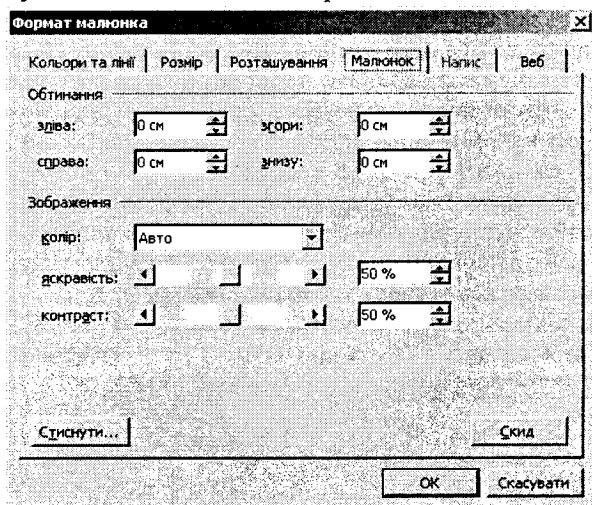 Формат малюнка
Кольори та лінії Розмір Розташування Малюнок Напис Веб
Обтинання
зліва: 0 см згори: 0 см
справа: 0 см знизу: 0 см
Зображення
колір: Авто
яскравість: 50 %
контраст: 50 %
Стиснути... Скид
ОК Скасувати